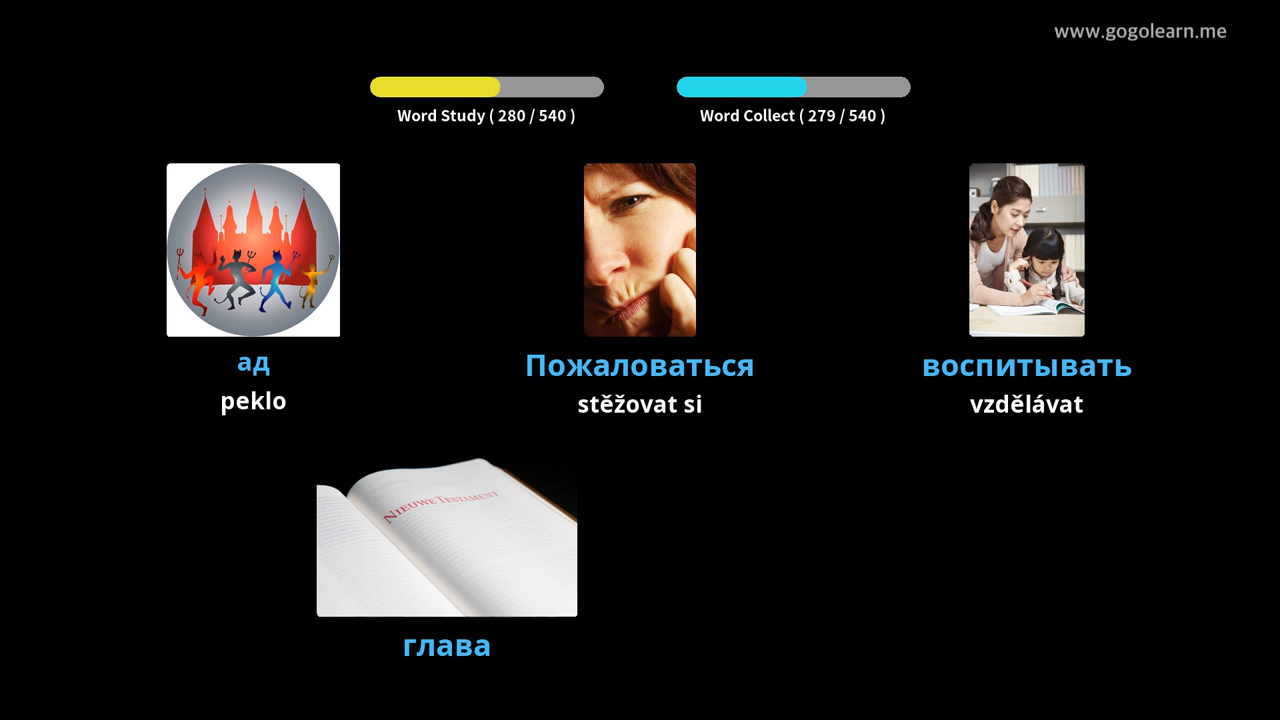 www.gogolearn.me
Word Study ( 280 / 540 )
Word Collect ( 279 / 540 )
ад
peklo
Пожаловаться
stěžovat si
воспитывать
vzdělávat
NIEUWE TESTAMENT
глава